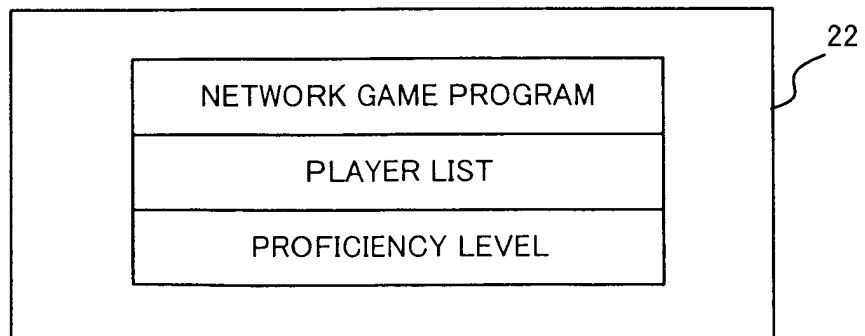 22
NETWORK GAME PROGRAM
PLAYER LIST
PROFICIENCY LEVEL